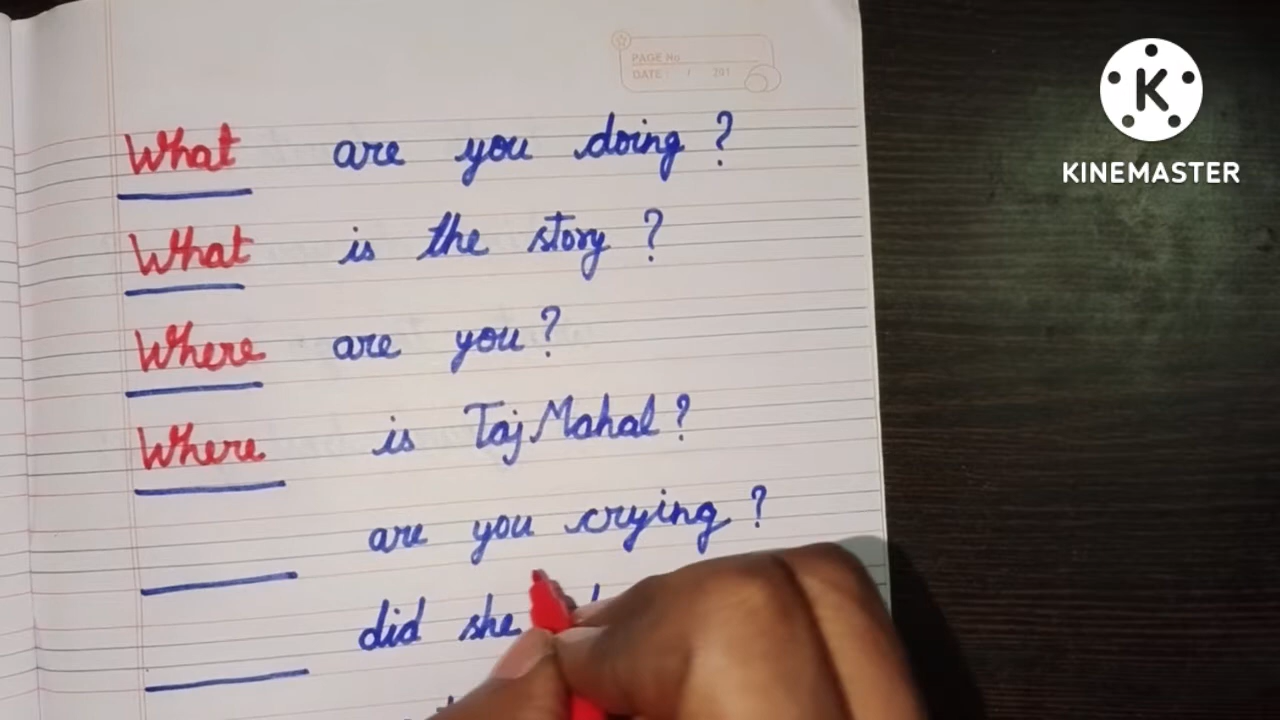 PAGE No
DATE : / 201
K
KINEMASTER
What are you doing ?
What is the story ?
Where are you ?
Where is Taj Mahal ?
are you crying ?
did she